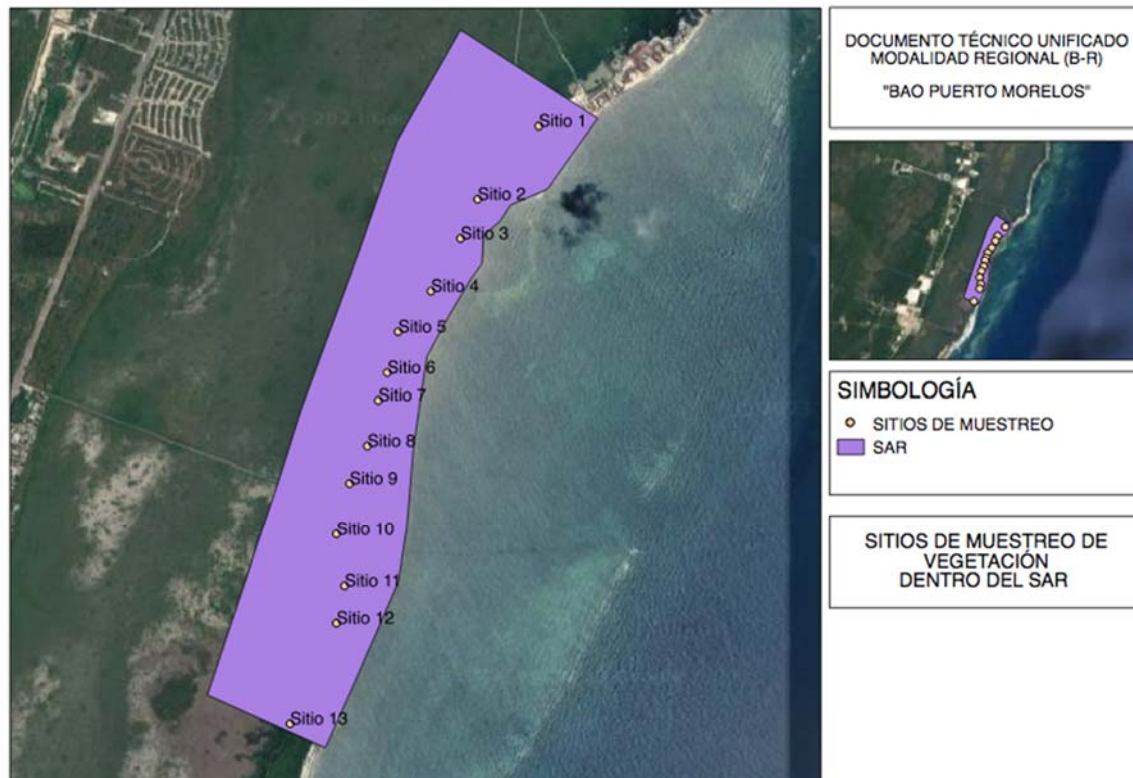 DOCUMENTO TÉCNICO UNIFICADO
MODALIDAD REGIONAL (B-R)
"BAO PUERTO MORELOS"
Sitio 1
Sitio 2
Sitio 3
Sitio 4
Sitio 5
Sitio 6
Sitio 7
Sitio 8
Sitio 9
Sitio 10
Sitio 11
Sitio 12
Sitio 13
SIMBOLOGÍA
SITIOS DE MUESTREO
SAR
SITIOS DE MUESTREO DE
VEGETACIÓN
DENTRO DEL SAR